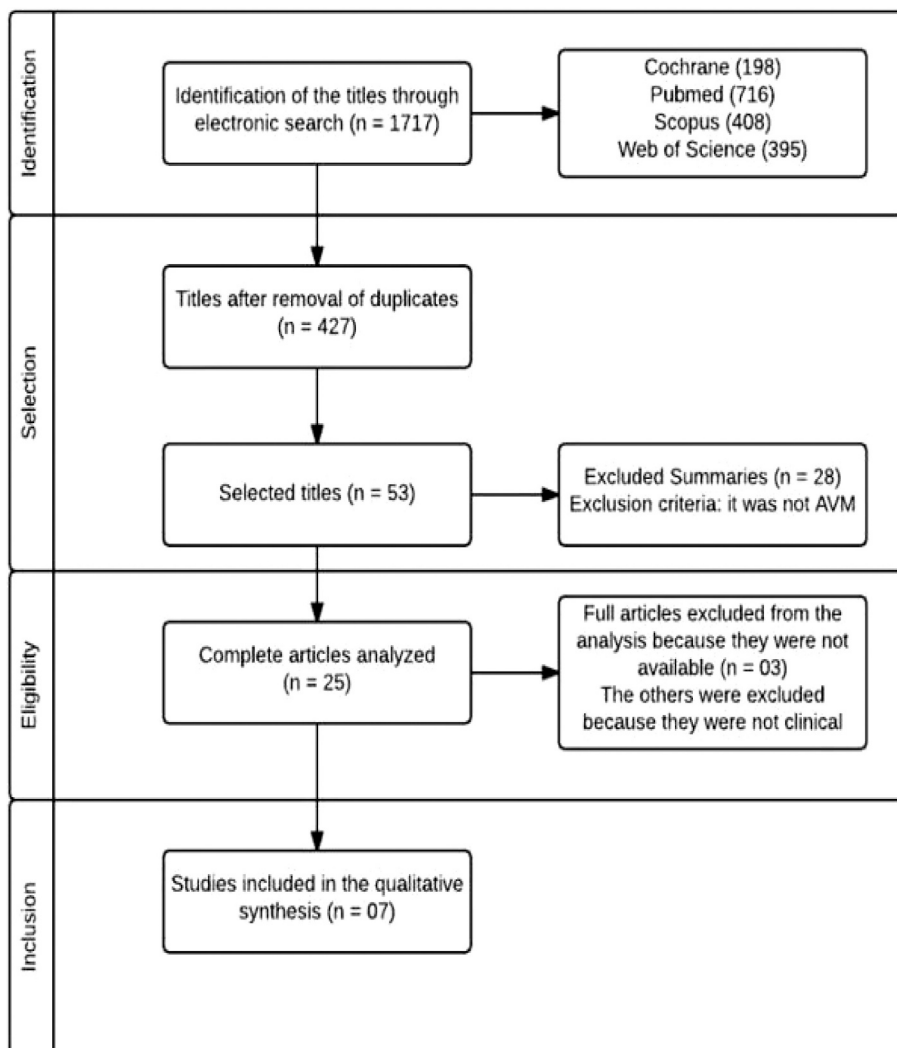 Identification
Identification of the titles through
electronic search (n = 1717)
Cochrane (198)
Pubmed (716)
Scopus (408)
Web of Science (395)
Selection
Titles after removal of duplicates
(n = 427)
Selected titles (n = 53)
Excluded Summaries (n = 28)
Exclusion criteria: it was not AVM
Eligibility
Complete articles analyzed
(n = 25)
Full articles excluded from the
analysis because they were not
available (n = 03)
The others were excluded
because they were not clinical
Inclusion
Studies included in the qualitative
synthesis (n = 07)